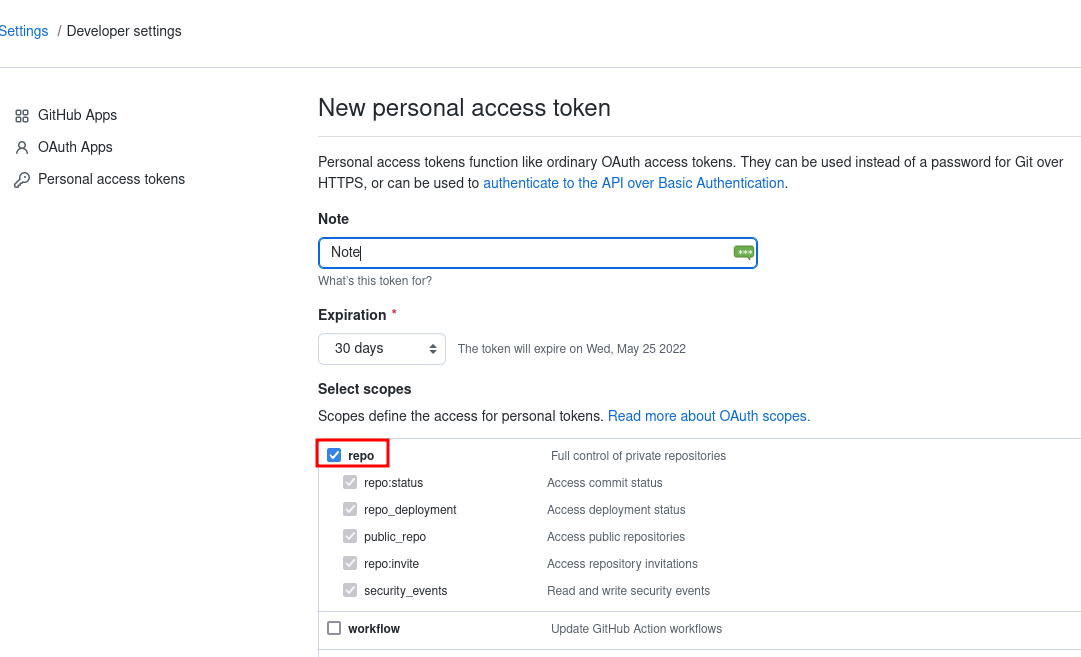 Settings / Developer settings
GitHub Apps
OAuth Apps
Personal access tokens
New personal access token
Personal access tokens function like ordinary OAuth access tokens. They can be used instead of a password for Git over
HTTPS, or can be used to authenticate to the API over Basic Authentication.
Note
Note
What's this token for?
Expiration *
30 days The token will expire on Wed, May 25 2022
Select scopes
Scopes define the access for personal tokens. Read more about OAuth scopes.
repo Full control of private repositories
repo:status Access commit status
repo_deployment Access deployment status
public_repo Access public repositories
repo:invite Access repository invitations
security_events Read and write security events
workflow Update GitHub Action workflows